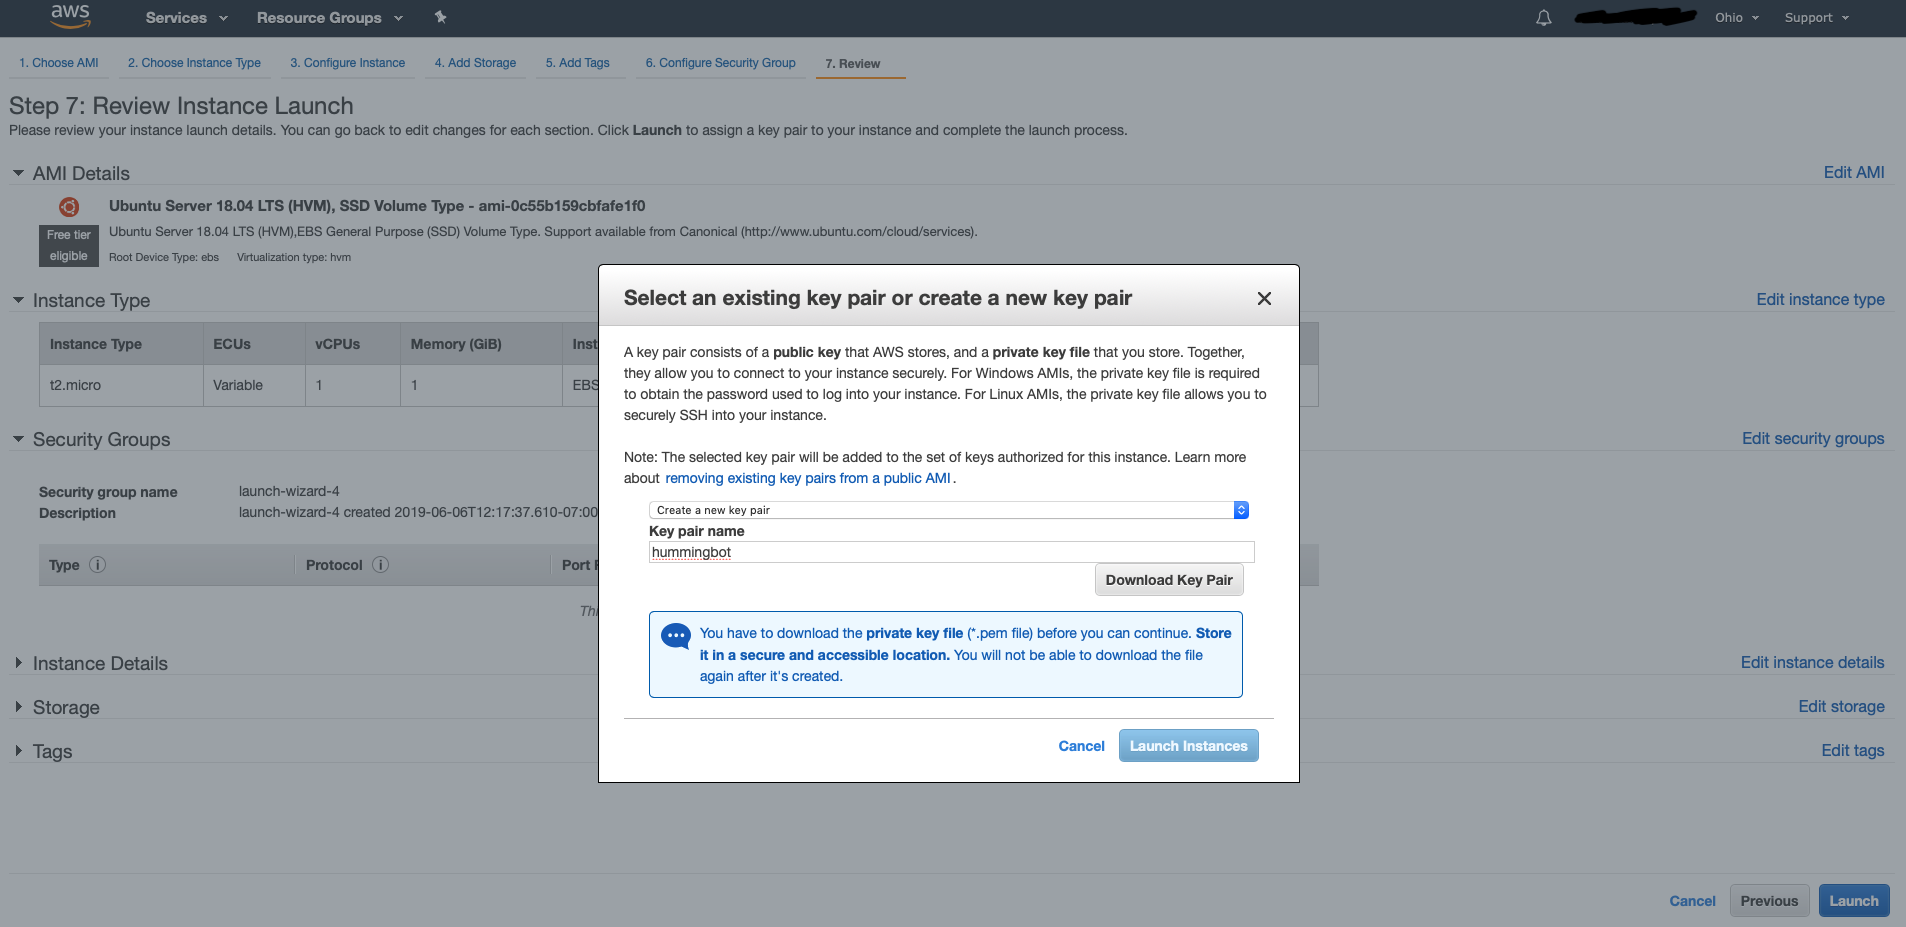 aws Services Resource Groups Ohio Support
1. Choose AMI 2. Choose Instance Type 3. Configure Instance 4. Add Storage 5. Add Tags 6. Configure Security Group 7. Review
Step 7: Review Instance Launch
Please review your instance launch details. You can go back to edit changes for each section. Click Launch to assign a key pair to your instance and complete the launch process.
AMI Details Edit AMI
Ubuntu Server 18.04 LTS (HVM), SSD Volume Type - ami-0c55b159cbfafe1f0
Free tier
eligible
Ubuntu Server 18.04 LTS (HVM),EBS General Purpose (SSD) Volume Type. Support available from Canonical (http://www.ubuntu.com/cloud/services).
Root Device Type: ebs Virtualization type: hvm
Instance Type Edit instance type
Instance Type ECUs vCPUs Memory (GiB) Inst
t2.micro Variable 1 1 EBS
Security Groups Edit security groups
Security group name launch-wizard-4
Description launch-wizard-4 created 2019-06-06T12:17:37.610-07:00
Type Protocol Port
Thi
Instance Details Edit instance details
Storage Edit storage
Tags Edit tags
Select an existing key pair or create a new key pair
A key pair consists of a public key that AWS stores, and a private key file that you store. Together,
they allow you to connect to your instance securely. For Windows AMIs, the private key file is required
to obtain the password used to log into your instance. For Linux AMIs, the private key file allows you to
securely SSH into your instance.
Note: The selected key pair will be added to the set of keys authorized for this instance. Learn more
about removing existing key pairs from a public AMI .
Create a new key pair
Key pair name
hummingbot
Download Key Pair
You have to download the private key file (*.pem file) before you can continue. Store
it in a secure and accessible location. You will not be able to download the file
again after it's created.
Cancel Launch Instances
Cancel Previous Launch